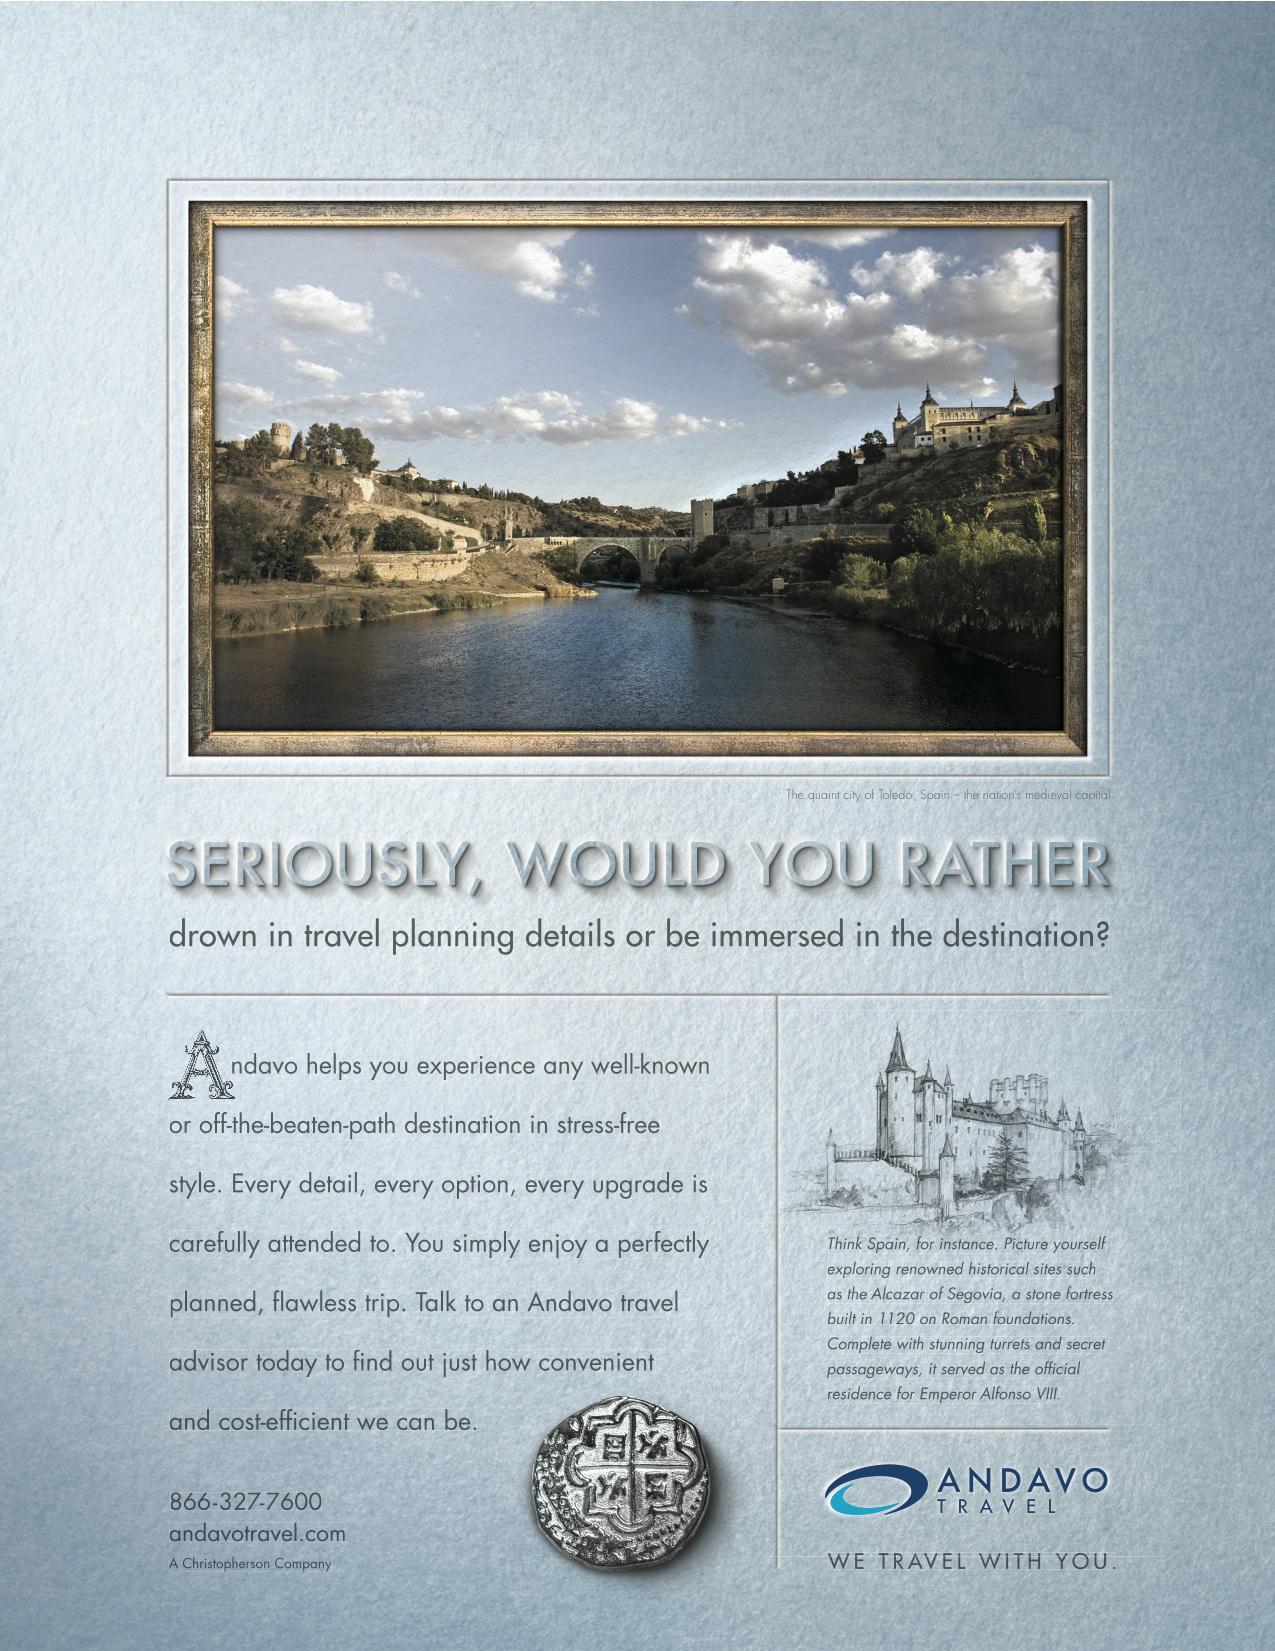 The quaint city of Toledo, Spain – the nation's medieval capital
SERIOUSLY, WOULD YOU RATHER
drown in travel planning details or be immersed in the destination?
Andavo helps you experience any well-known
or off-the-beaten-path destination in stress-free
style. Every detail, every option, every upgrade is
carefully attended to. You simply enjoy a perfectly
planned, flawless trip. Talk to an Andavo travel
advisor today to find out just how convenient
and cost-efficient we can be.
866-327-7600
andavotravel.com
A Christopherson Company
Think Spain, for instance. Picture yourself
exploring renowned historical sites such
as the Alcazar of Segovia, a stone fortress
built in 1120 on Roman foundations.
Complete with stunning turrets and secret
passageways, it served as the official
residence for Emperor Alfonso VIII.
ANDAVO
TRAVEL
WE TRAVEL WITH YOU.